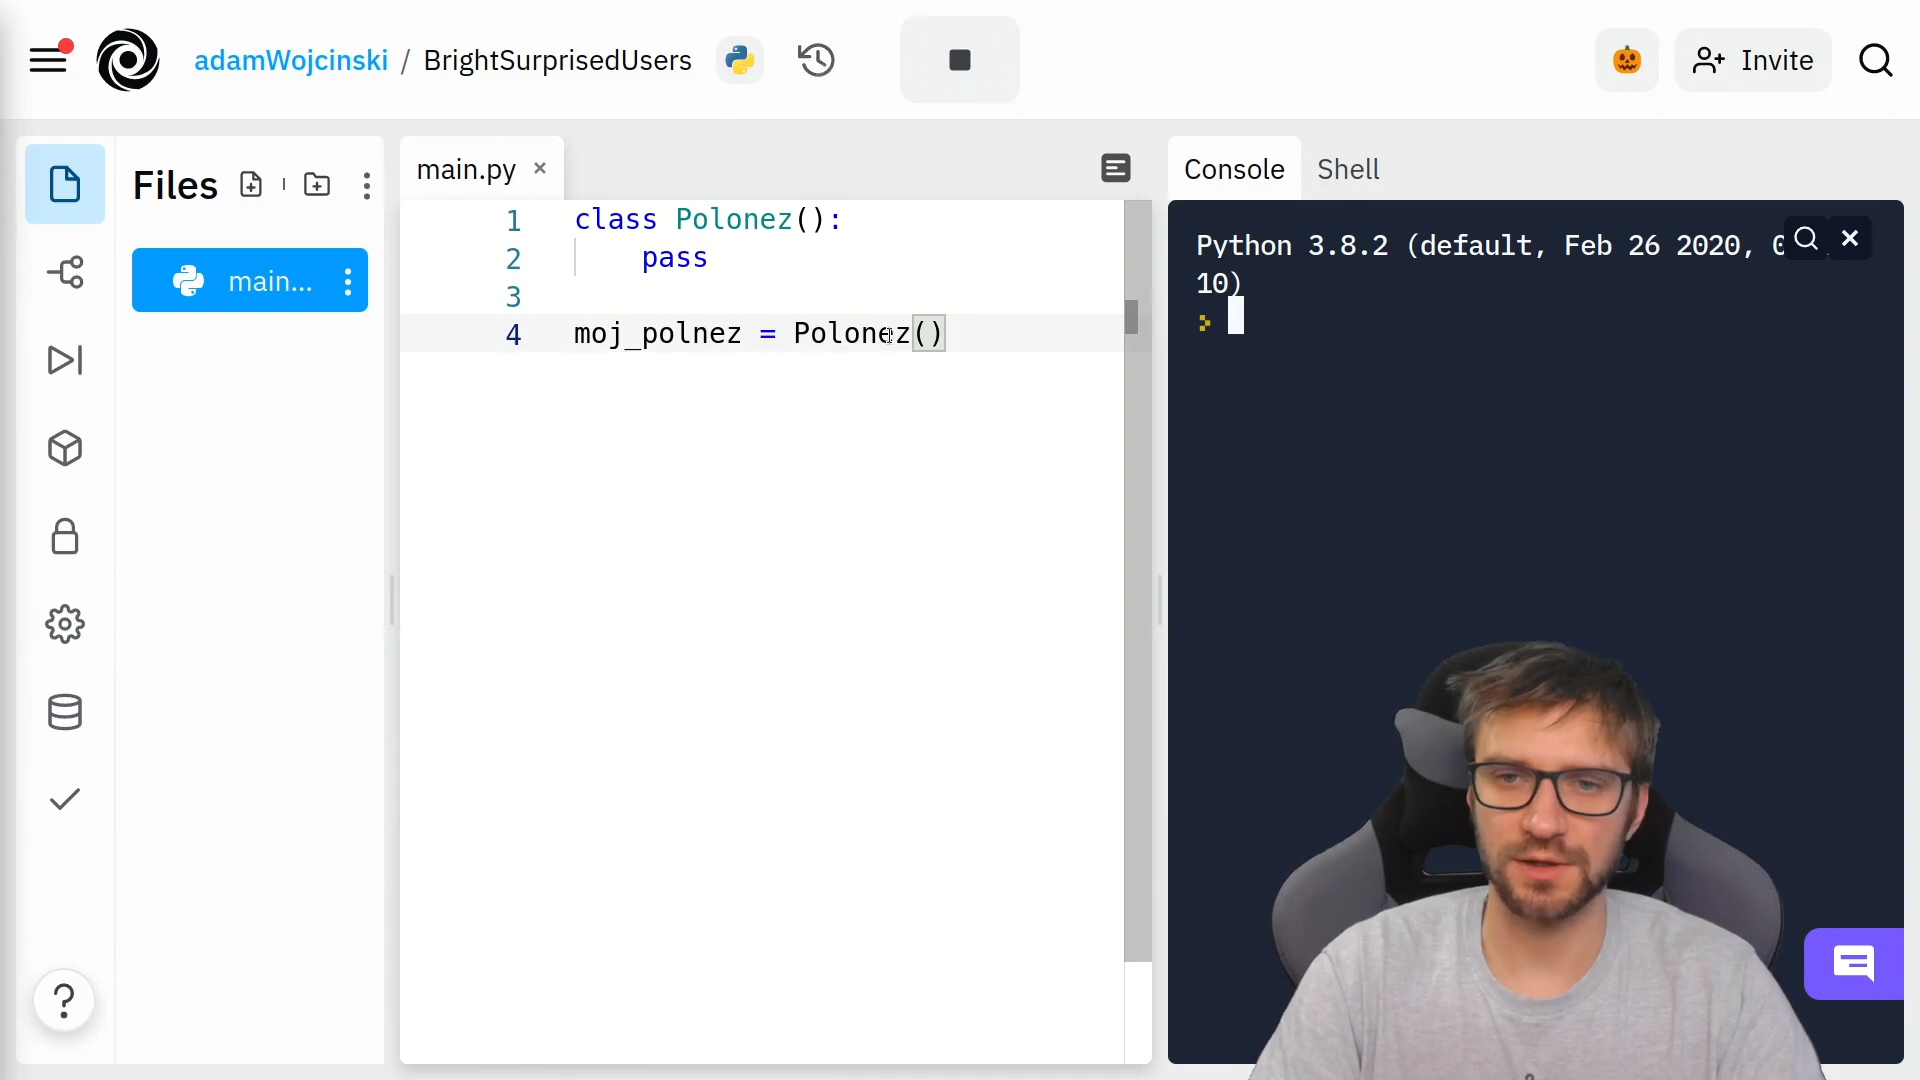 adamWojcinski / BrightSurprisedUsers
Invite
Files
main...
main.py ×
1 class Polonez():
2 pass
3
4 moj_polnez = Polonez()
Console Shell
Python 3.8.2 (default, Feb 26 2020, 0
10)
>
?